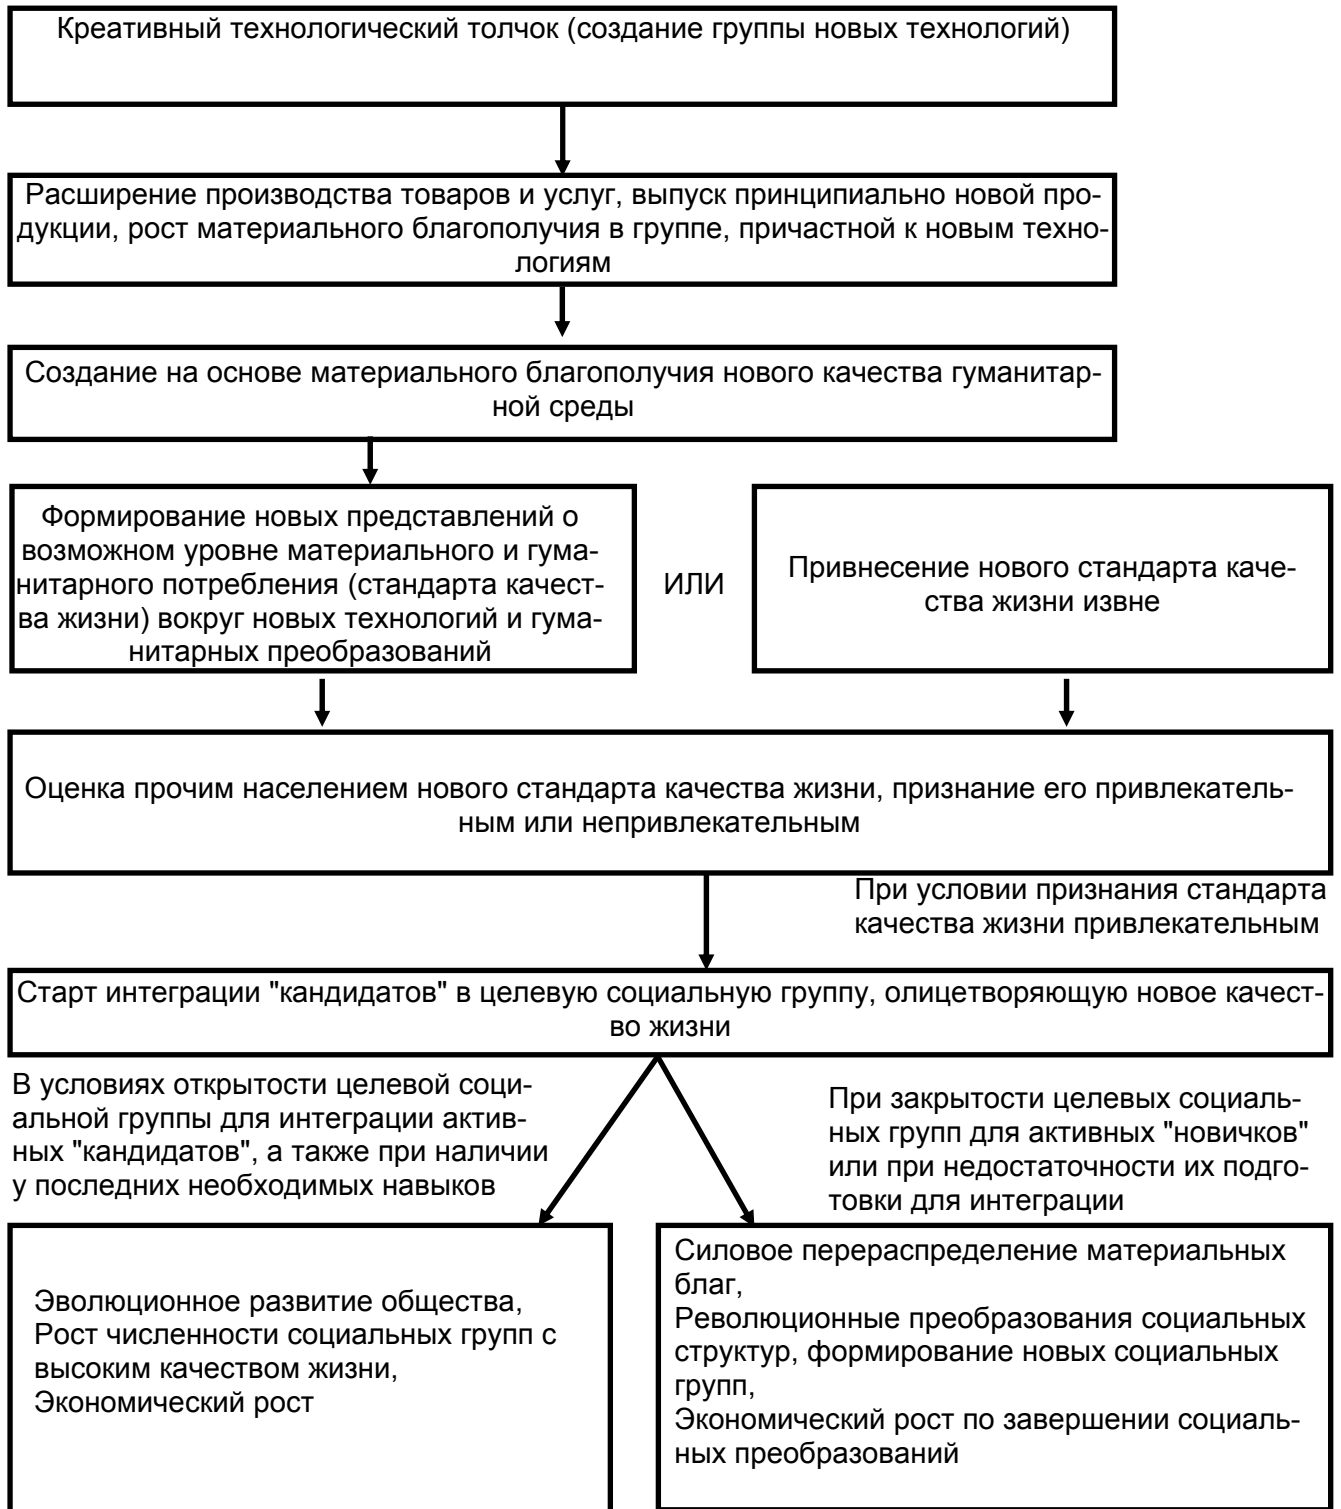 Креативный технологический толчок (создание группы новых технологий)
Расширение производства товаров и услуг, выпуск принципиально новой про-
дукции, рост материального благополучия в группе, причастной к новым техно-
логиям
Создание на основе материального благополучия нового качества гуманитар-
ной среды
Формирование новых представлений о
возможном уровне материального и гума-
нитарного потребления (стандарта качест-
ва жизни) вокруг новых технологий и гума-
нитарных преобразований
ИЛИ
Привнесение нового стандарта каче-
ства жизни извне
Оценка прочим населением нового стандарта качества жизни, признание его привлекатель-
ным или непривлекательным
При условии признания стандарта
качества жизни привлекательным
Старт интеграции "кандидатов" в целевую социальную группу, олицетворяющую новое качест-
во жизни
В условиях открытости целевой соци-
альной группы для интеграции актив-
ных "кандидатов", а также при наличии
у последних необходимых навыков
При закрытости целевых социаль-
ных групп для активных "новичков"
или при недостаточности их подго-
товки для интеграции
Эволюционное развитие общества,
Рост численности социальных групп с
высоким качеством жизни,
Экономический рост
Силовое перераспределение материальных
благ,
Революционные преобразования социальных
структур, формирование новых социальных
групп,
Экономический рост по завершении социаль-
ных преобразований